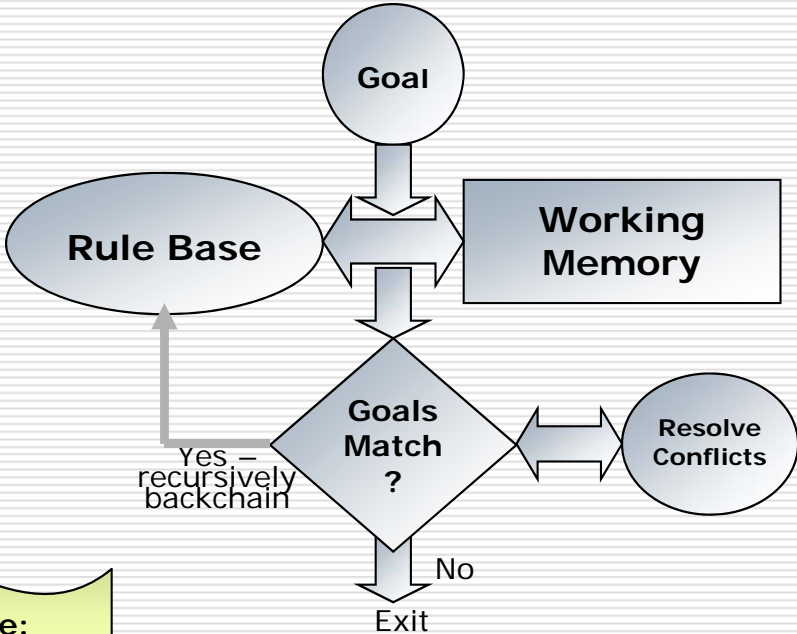 Goal
Rule Base
Working
Memory
Goals
Match
?
Resolve
Conflicts
Yes –
recursively
backchain
No
Exit